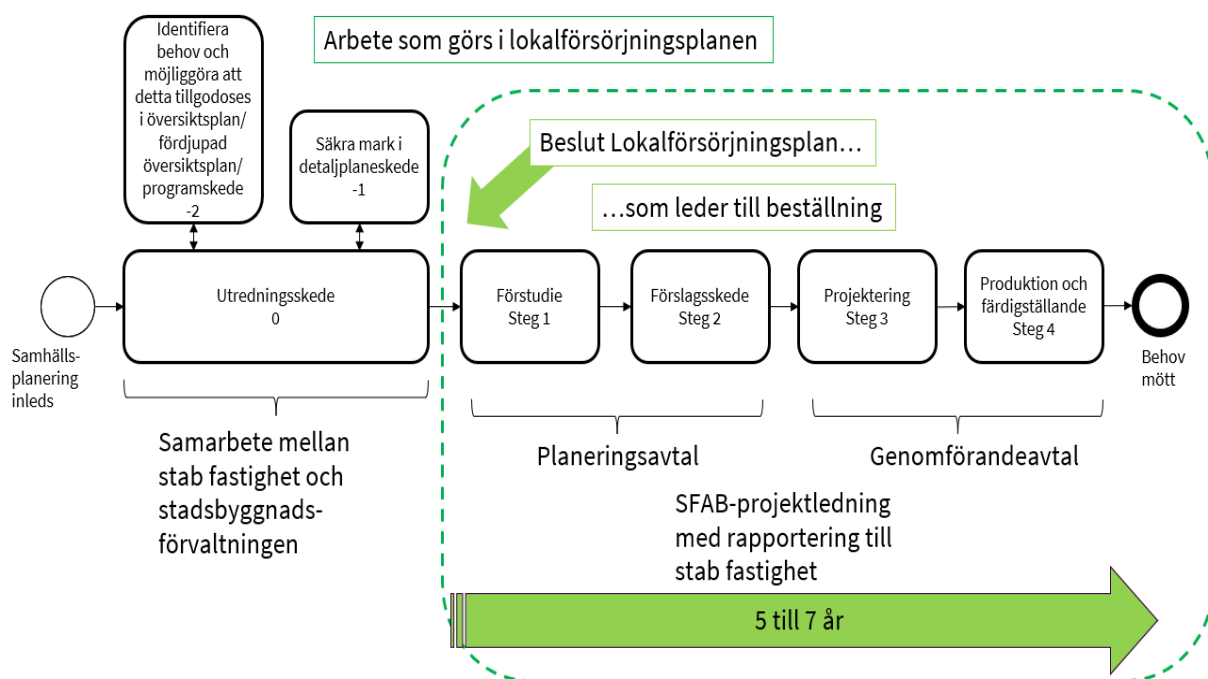 Identifiera
behov och
möjliggöra att
detta tillgodoses
i översiktsplan/
fördjupad
översiktsplan/
programskede
-2
Arbete som görs i lokalförsörjningsplanen
Säkra mark i
detaljplaneskede
-1
Beslut Lokalförsörjningsplan…
…som leder till beställning
Samhälls-
planering
inleds
Utredningsskede
0
Förstudie
Steg 1
Förslagsskede
Steg 2
Projektering
Steg 3
Produktion och
färdigställande
Steg 4
Behov
mött
Samarbete mellan
stab fastighet och
stadsbyggnads-
förvaltningen
Planeringsavtal
Genomförandeavtal
SFAB-projektledning
med rapportering till
stab fastighet
5 till 7 år